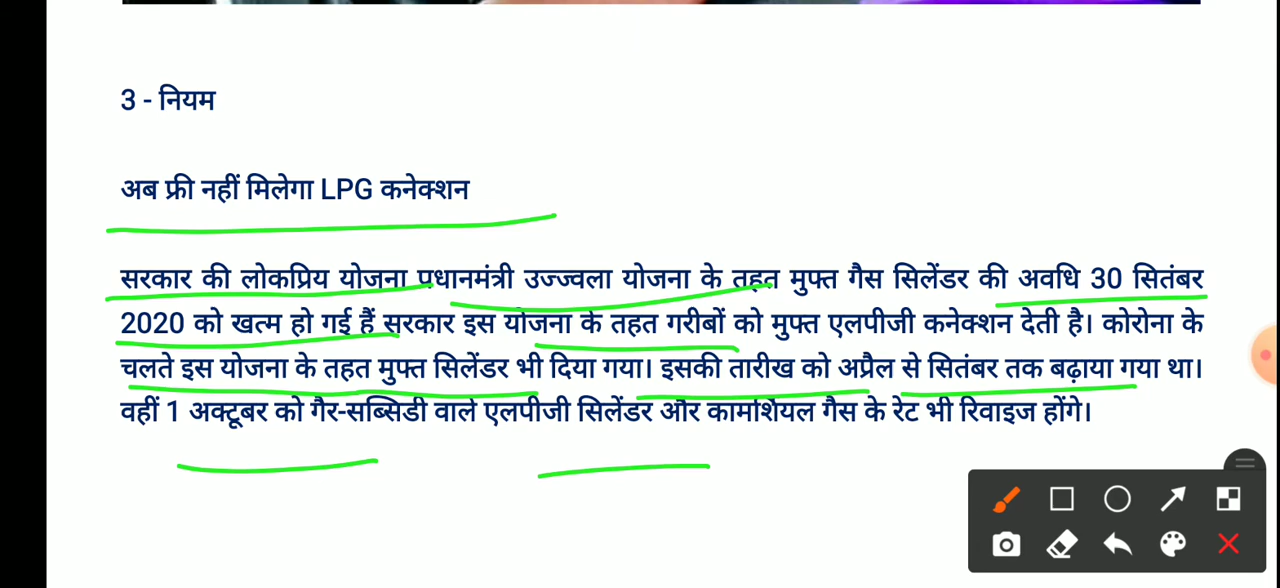 3 - नियम
अब फ्री नहीं मिलेगा LPG कनेक्शन
सरकार की लोकप्रिय योजना प्रधानमंत्री उज्ज्वला योजना के तहत मुफ्त गैस सिलेंडर की अवधि 30 सितंबर
2020 को खत्म हो गई हैं सरकार इस योजना के तहत गरीबों को मुफ्त एलपीजी कनेक्शन देती है। कोरोना के
चलते इस योजना के तहत मुफ्त सिलेंडर भी दिया गया। इसकी तारीख को अप्रैल से सितंबर तक बढ़ाया गया था।
वहीं 1 अक्टूबर को गैर-सब्सिडी वाले एलपीजी सिलेंडर और कामर्शियल गैस के रेट भी रिवाइज होंगे।